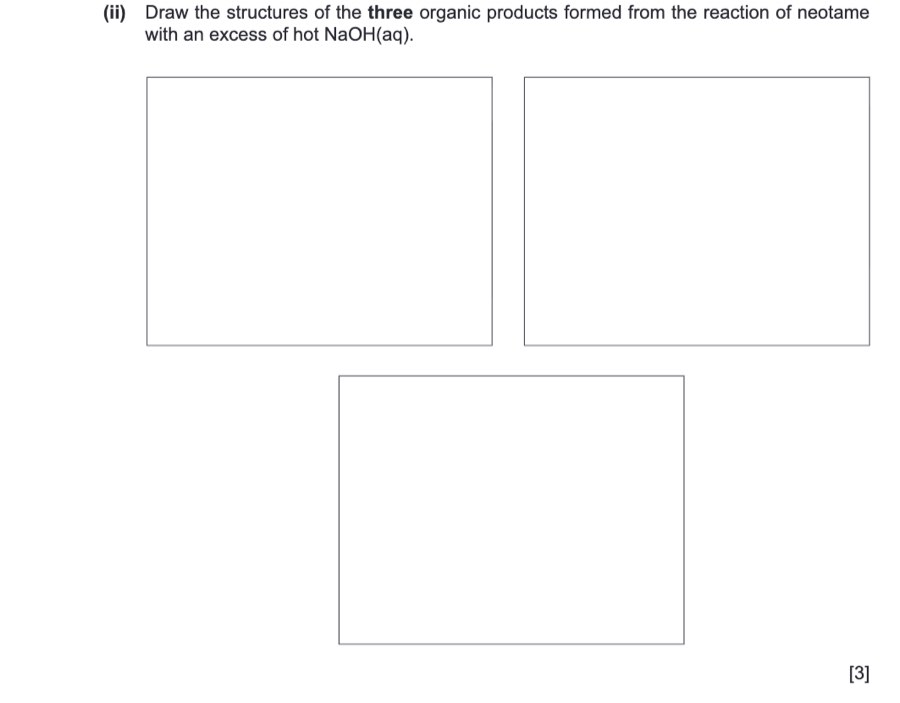 (ii) Draw the structures of the three organic products formed from the reaction of neotame
with an excess of hot NaOH(aq).
[3]